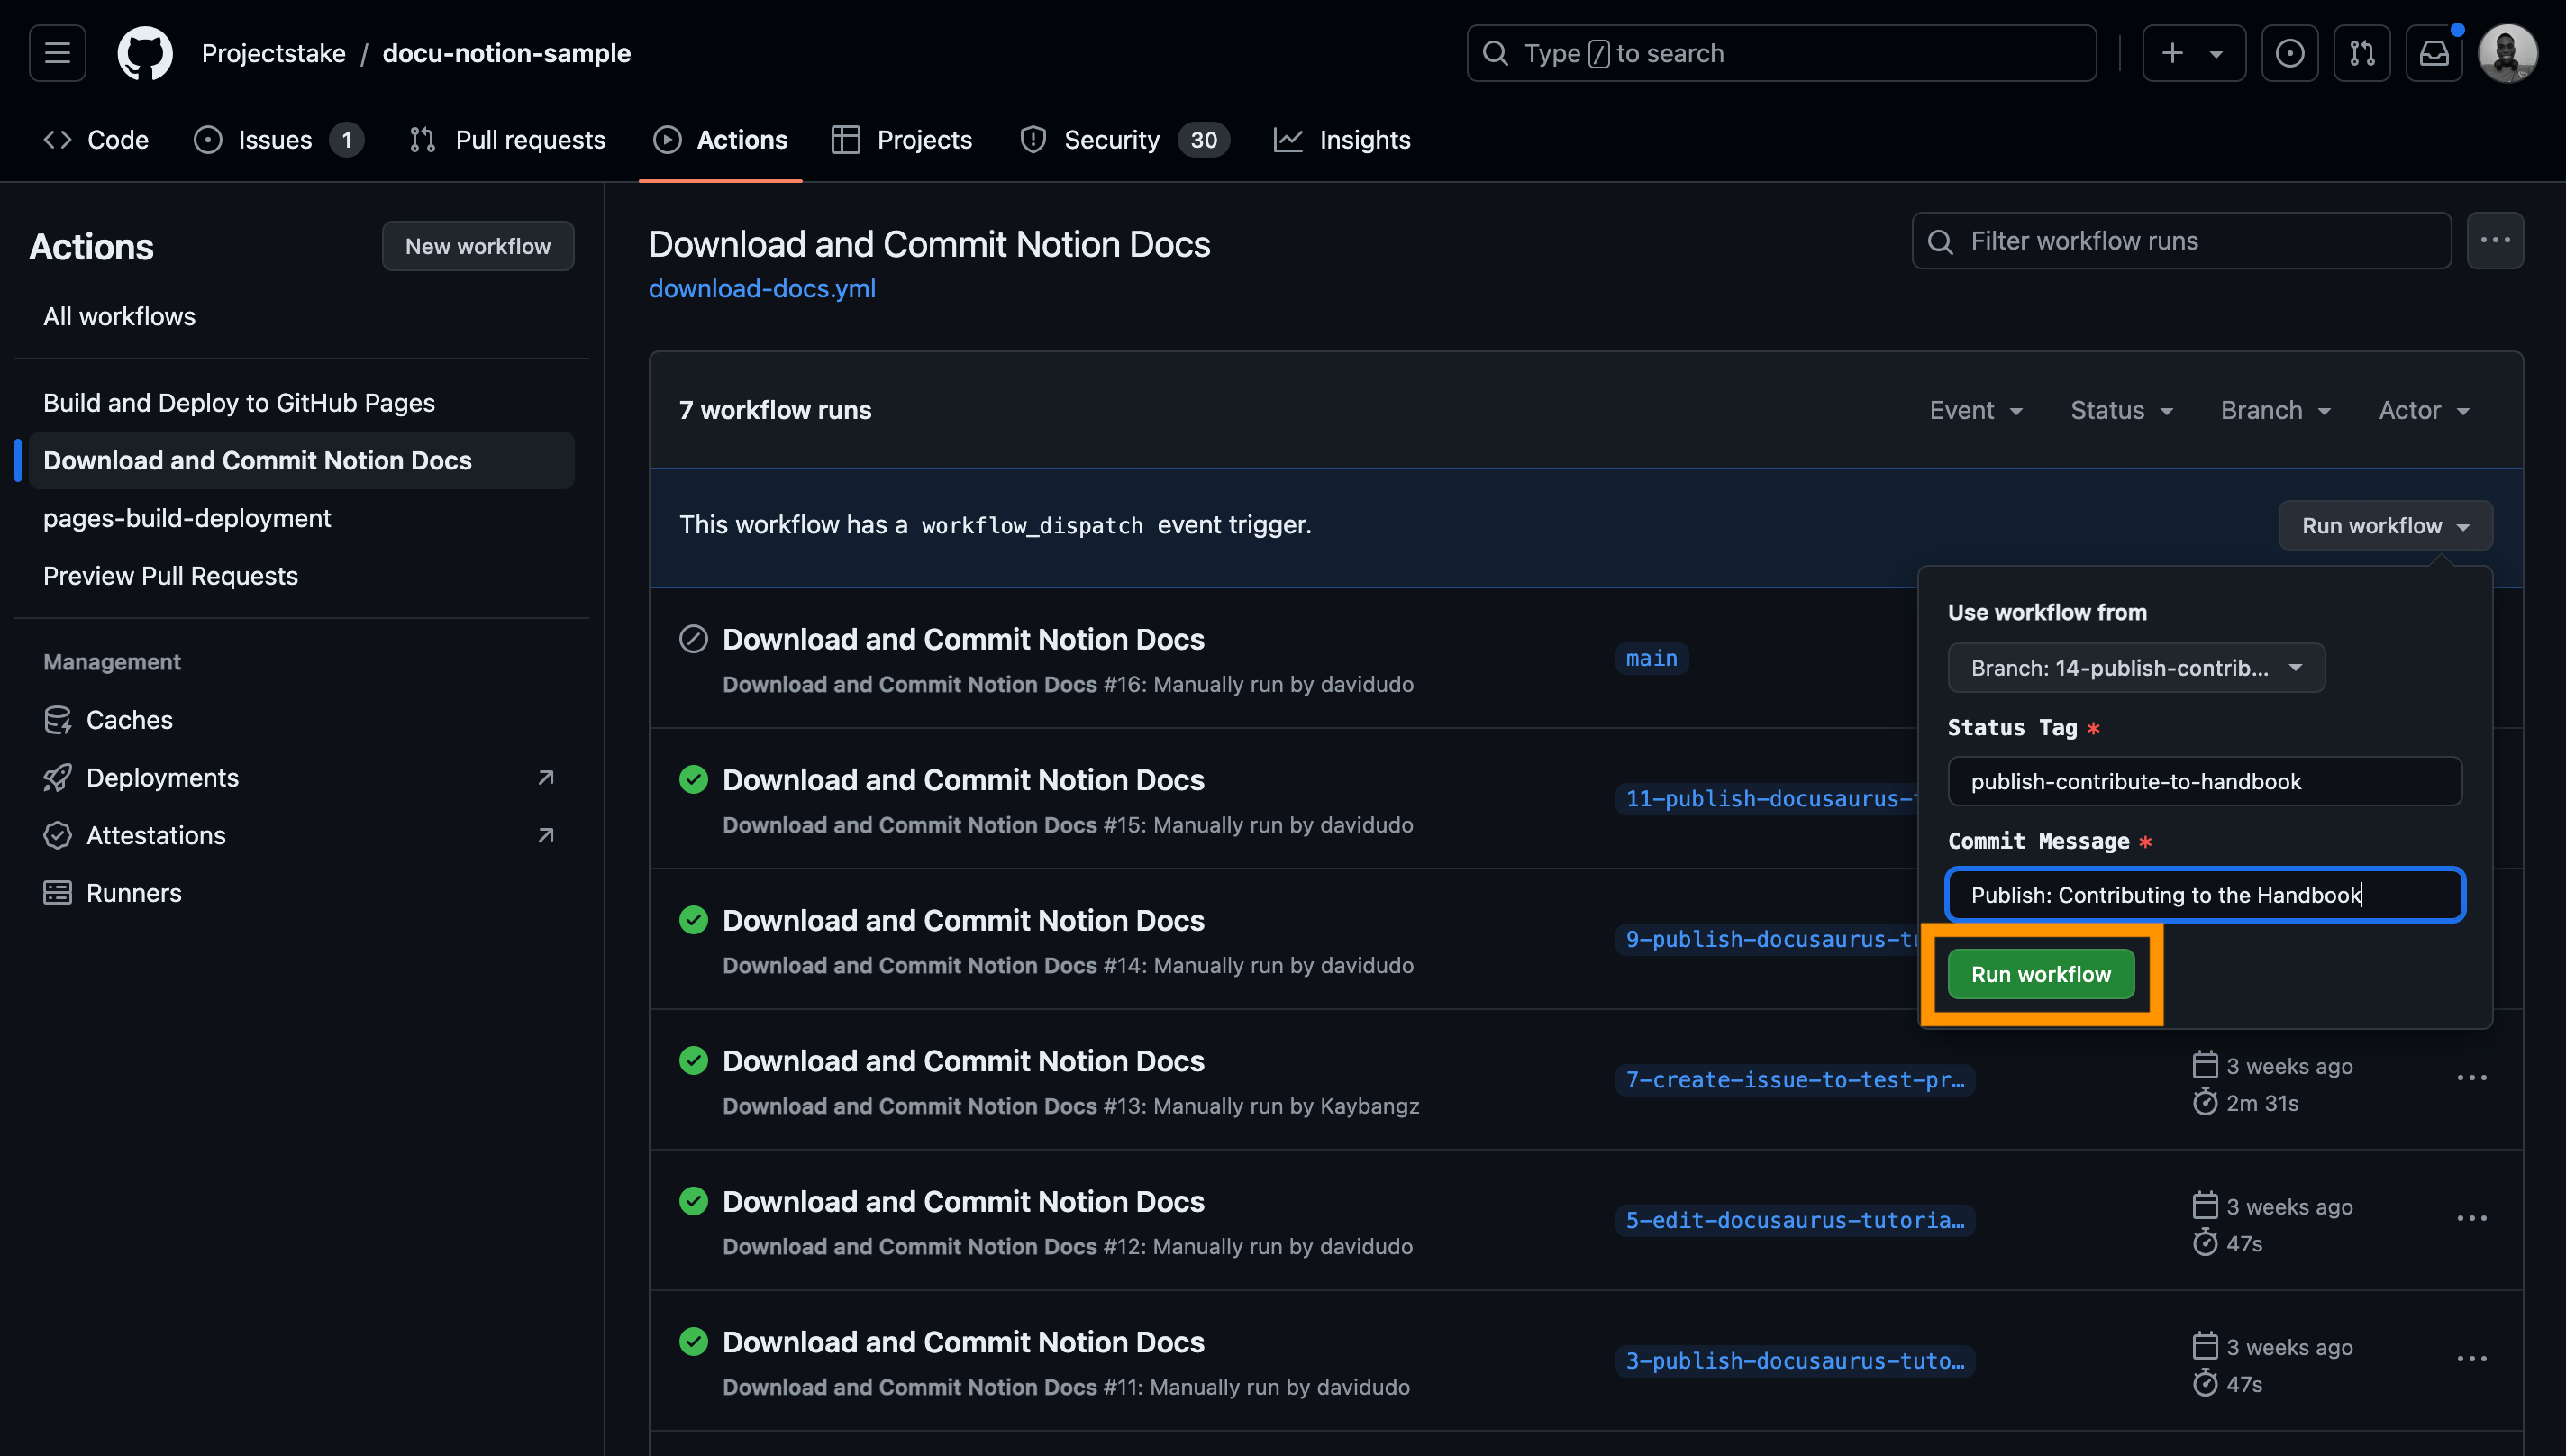 Projectstake / docu-notion-sample
Type / to search
Code
Issues 1
Pull requests
Actions
Projects
Security 30
Insights
Actions
New workflow
All workflows
Build and Deploy to GitHub Pages
Download and Commit Notion Docs
pages-build-deployment
Preview Pull Requests
Management
Caches
Deployments
Attestations
Runners
Download and Commit Notion Docs
download-docs.yml
Filter workflow runs
7 workflow runs
Event
Status
Branch
Actor
This workflow has a workflow_dispatch event trigger.
Run workflow
Use workflow from
Branch: 14-publish-contrib...
Status Tag *
publish-contribute-to-handbook
Commit Message *
Publish: Contributing to the Handbook
Run workflow
Download and Commit Notion Docs
Download and Commit Notion Docs #16: Manually run by davidudo
main
Download and Commit Notion Docs
Download and Commit Notion Docs #15: Manually run by davidudo
11-publish-docusaurus-
Download and Commit Notion Docs
Download and Commit Notion Docs #14: Manually run by davidudo
9-publish-docusaurus-tu
Download and Commit Notion Docs
Download and Commit Notion Docs #13: Manually run by Kaybangz
7-create-issue-to-test-pr…
3 weeks ago
2m 31s
Download and Commit Notion Docs
Download and Commit Notion Docs #12: Manually run by davidudo
5-edit-docusaurus-tutoria…
3 weeks ago
47s
Download and Commit Notion Docs
Download and Commit Notion Docs #11: Manually run by davidudo
3-publish-docusaurus-tuto…
3 weeks ago
47s